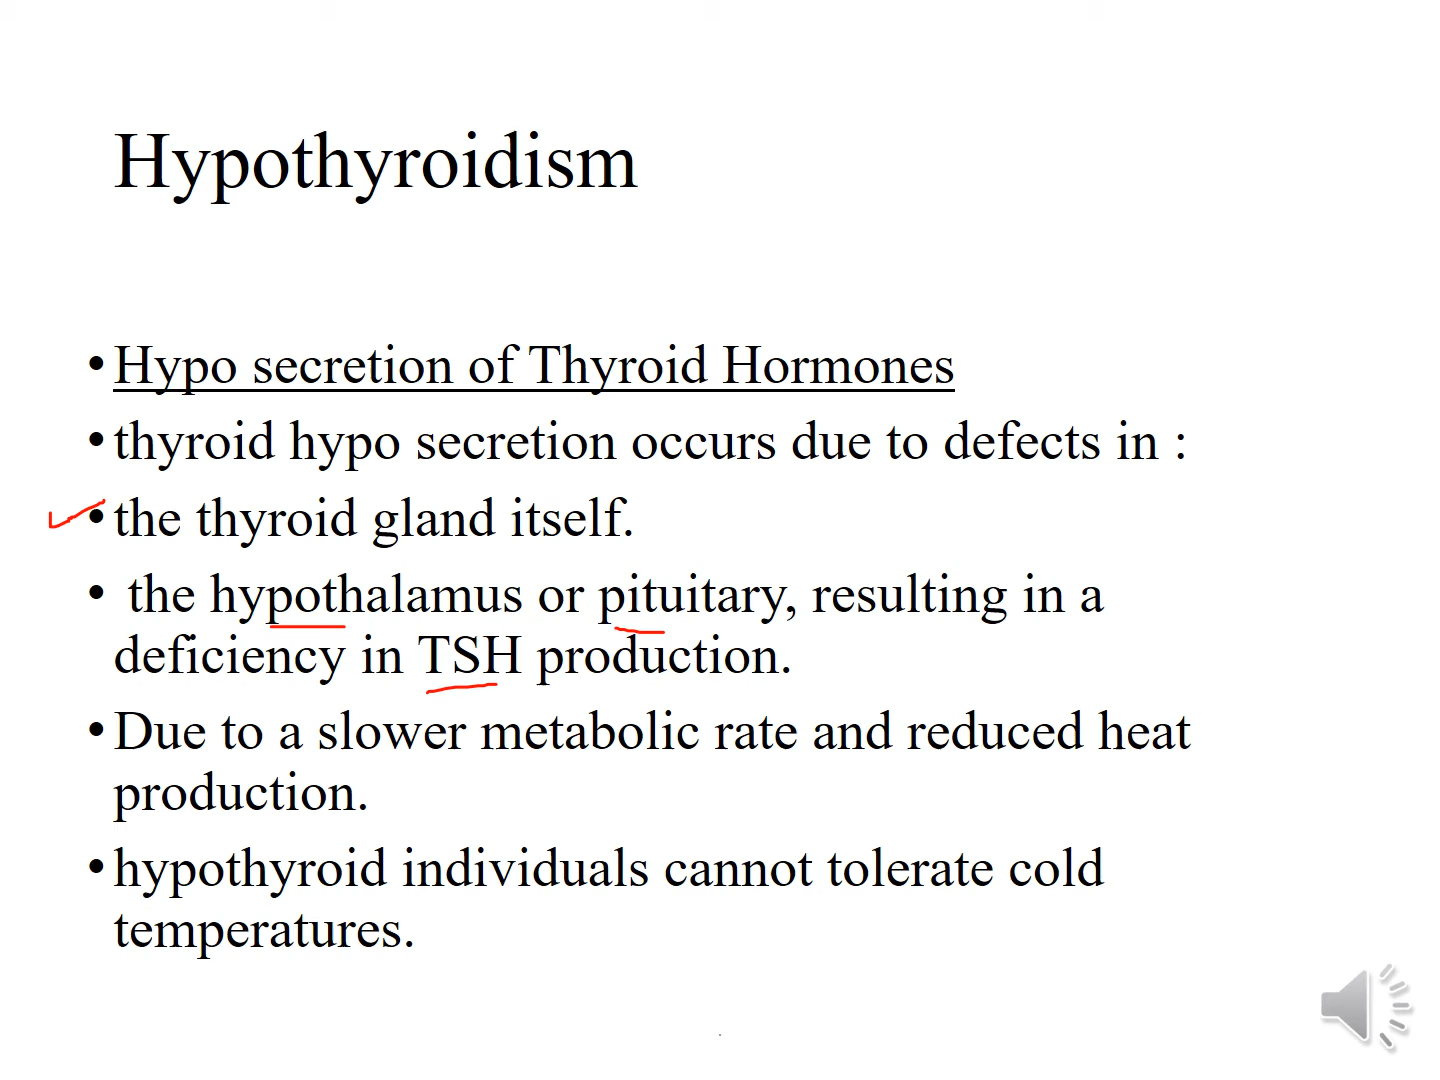 Hypothyroidism
•Hypo secretion of Thyroid Hormones
•thyroid hypo secretion occurs due to defects in :
•the thyroid gland itself.
• the hypothalamus or pituitary, resulting in a
deficiency in TSH production.
•Due to a slower metabolic rate and reduced heat
production.
•hypothyroid individuals cannot tolerate cold
temperatures.
.